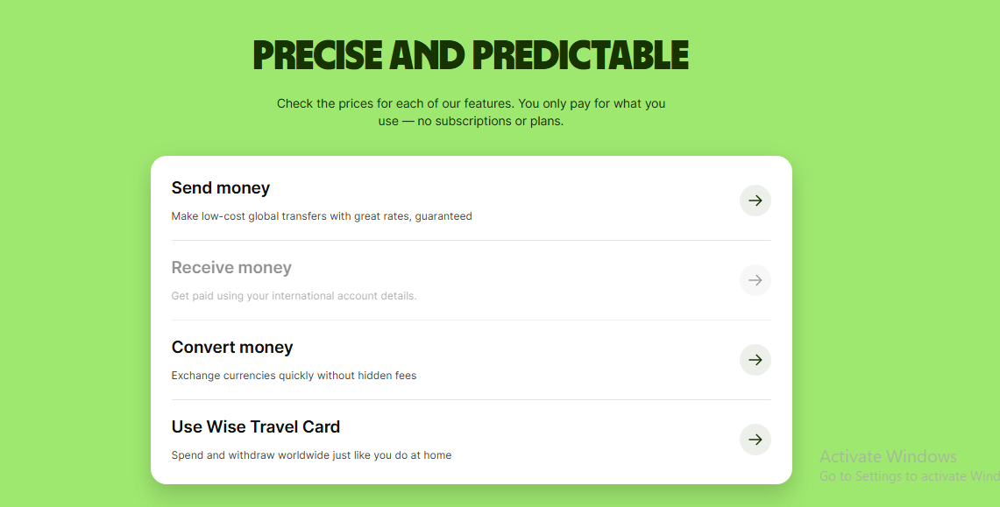 PRECISE AND PREDICTABLE
Check the prices for each of our features. You only pay for what you
use — no subscriptions or plans.
Send money
Make low-cost global transfers with great rates, guaranteed
Receive money
Get paid using your international account details.
Convert money
Exchange currencies quickly without hidden fees
Use Wise Travel Card
Spend and withdraw worldwide just like you do at home
Activate Windows
Go to Settings to activate Wind